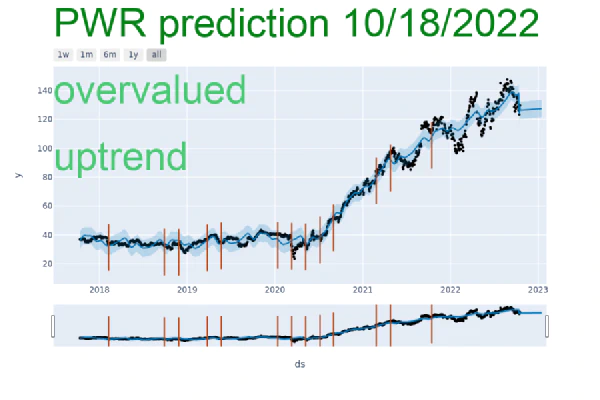 PWR prediction 10/18/2022
1w 1m 6m 1y all
overvalued
uptrend
140
120
100
80
60
40
20
y
2018 2019 2020 2021 2022 2023
ds